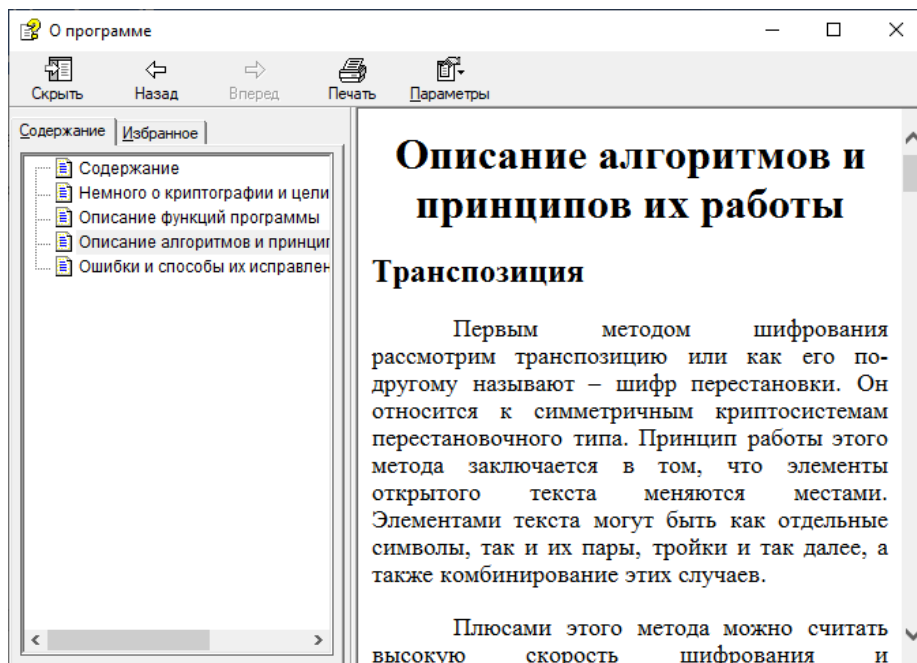 О программе
Скрыть Назад Вперед Печать Параметры
Содержание Избранное
Содержание
Немного о криптографии и цели
Описание функций программы
Описание алгоритмов и принцип
Ошибки и способы их исправлен
Описание алгоритмов и
принципов их работы
Транспозиция
Первым методом шифрования
рассмотрим транспозицию или как его по-
другому называют – шифр перестановки. Он
относится к симметричным криптосистемам
перестановочного типа. Принцип работы этого
метода заключается в том, что элементы
открытого текста меняются местами.
Элементами текста могут быть как отдельные
символы, так и их пары, тройки и так далее, а
также комбинирование этих случаев.
Плюсами этого метода можно считать
высокую скорость шифрования и